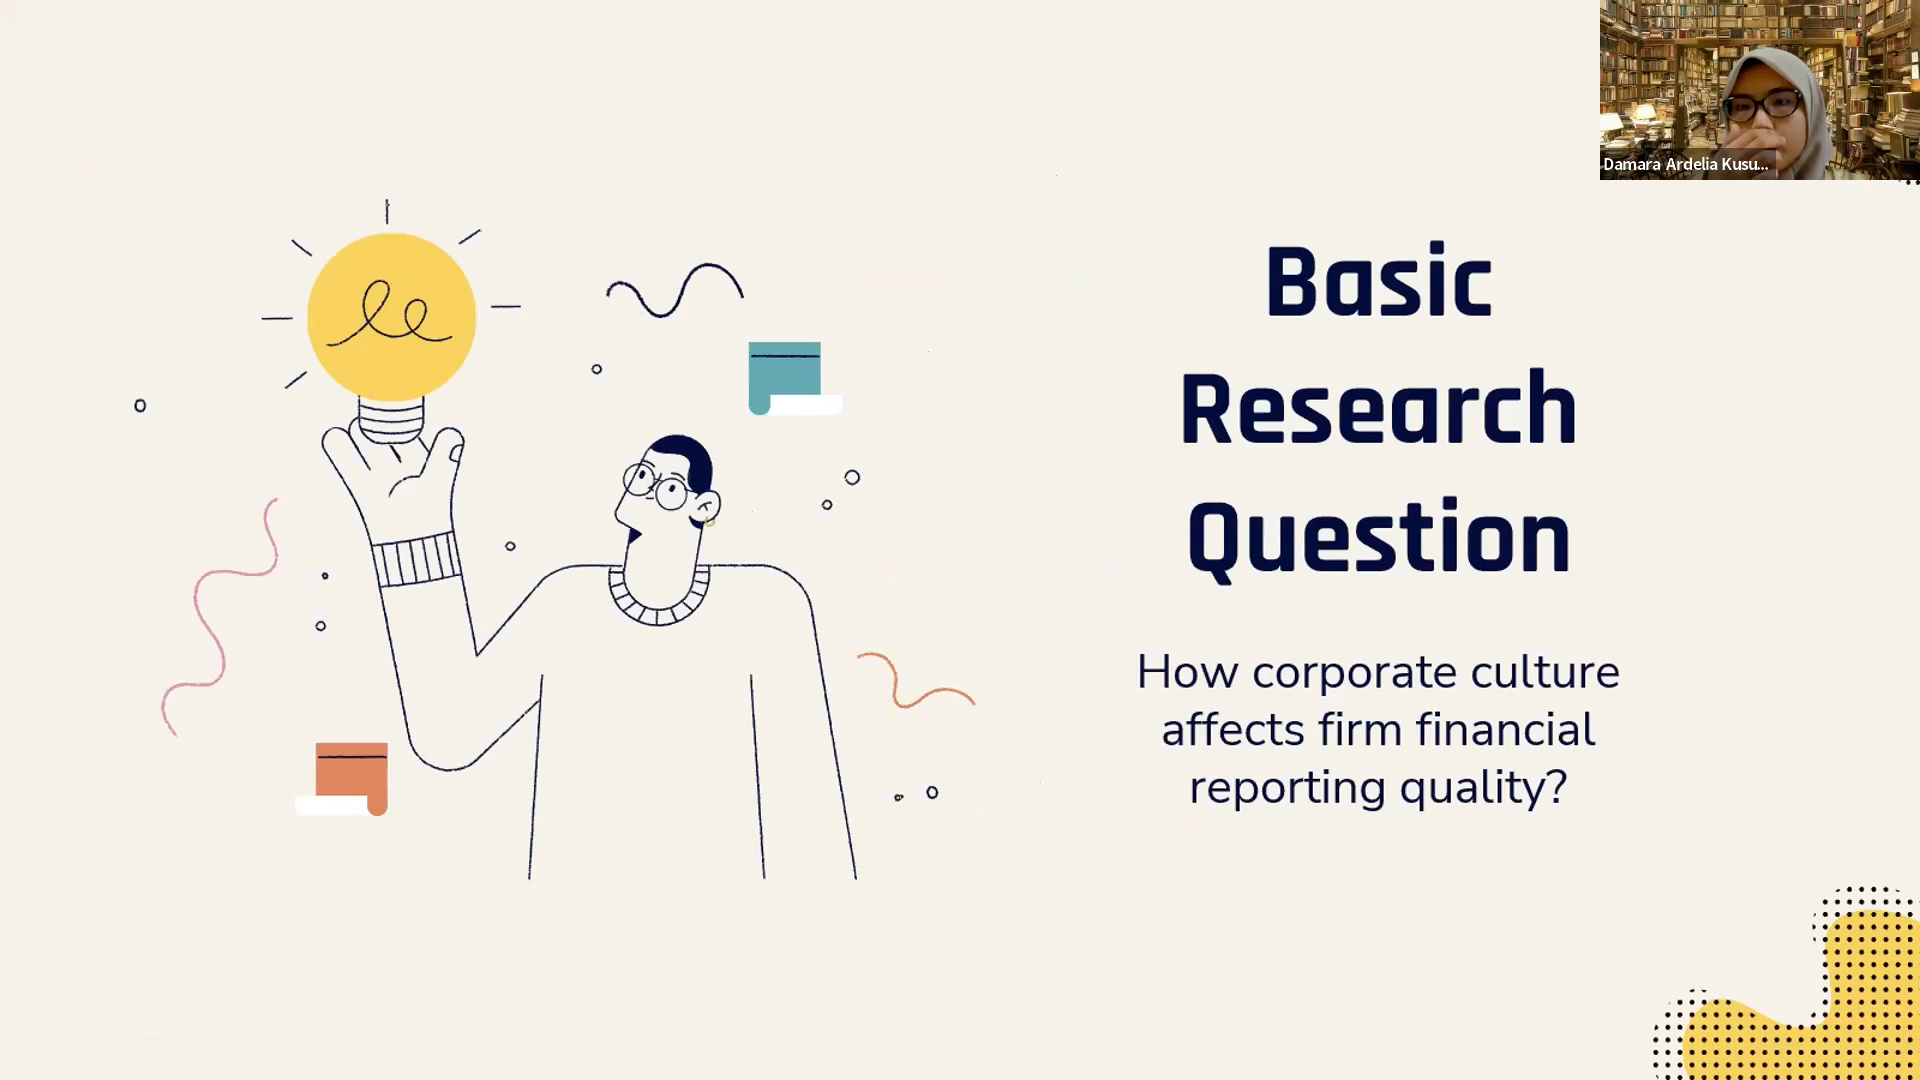 Damara Ardelia Kusu...
Basic
Research
Question
How corporate culture
affects firm financial
reporting quality?